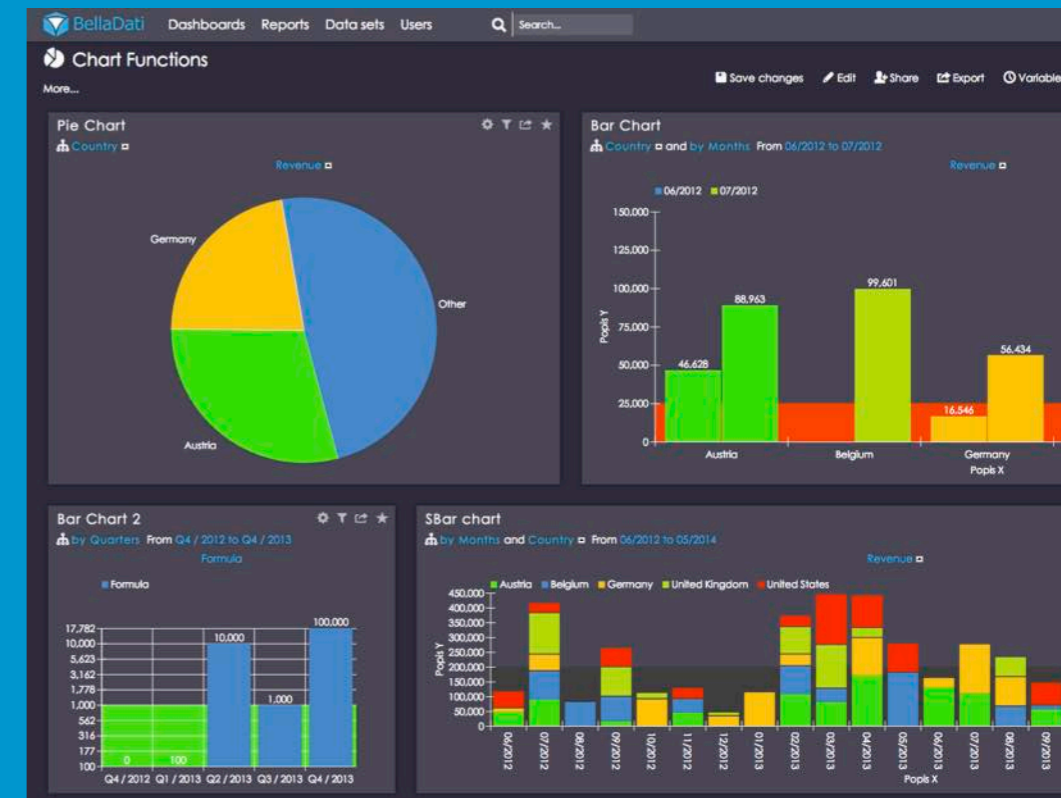 BellaDati Dashboards Reports Data sets Users Search...
Chart Functions
More...
Save changes Edit Share Export Variable
Pie Chart
Country
Revenue
Germany
Other
Austria
Bar Chart
Country and by Months From 06/2012 to 07/2012
Revenue
06/2012 07/2012
150,000
125,000
100,000
75,000
50,000
25,000
0
Popis Y
46,628
88,963
99,601
16,546
56,434
Austria Belgium Germany
Popis X
Bar Chart 2
by Quarters From Q4 / 2012 to Q4 / 2013
Formula
Formula
17,782
10,000
5,623
3,162
1,778
1,000
562
316
177
100
0
100
10,000
1,000
100,000
Q4 / 2012 Q1 / 2013 Q2 / 2013 Q3 / 2013 Q4 / 2013
SBar chart
by Months and Country From 06/2012 to 05/2014
Revenue
Austria Belgium Germany United Kingdom United States
450,000
400,000
350,000
300,000
250,000
200,000
150,000
100,000
50,000
0
Popis Y
06/2012
07/2012
08/2012
09/2012
10/2012
11/2012
12/2012
01/2013
02/2013
03/2013
04/2013
05/2013
06/2013
07/2013
08/2013
09/2013
Popis X